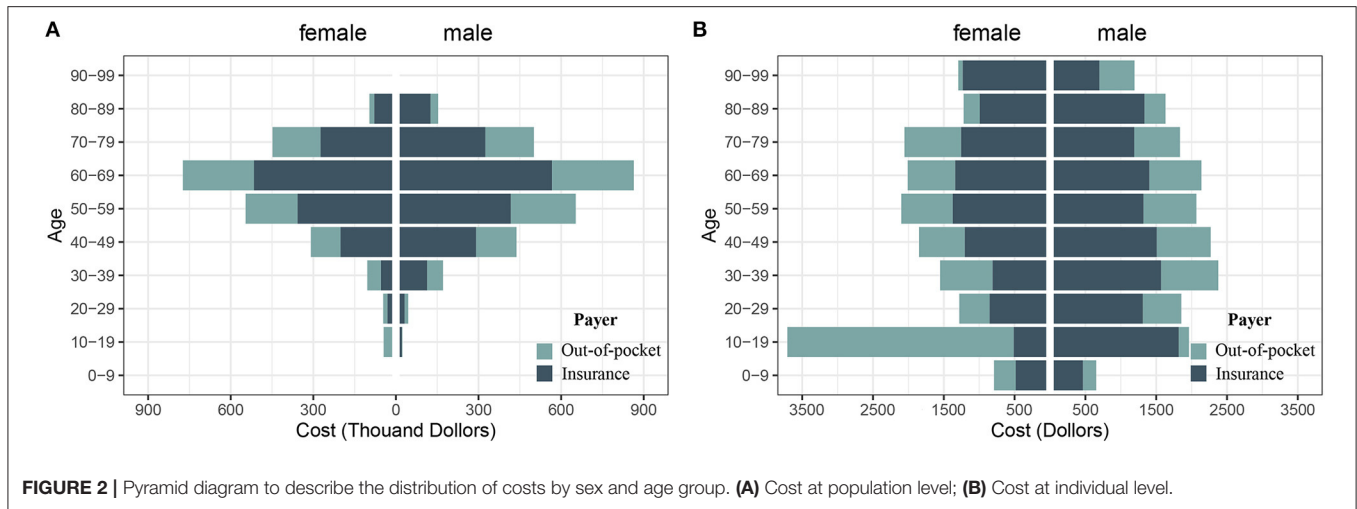 A
female
male
90-99
80-89
70-79
60-69
50-59
40-49
30-39
20-29
10-19
0-9
Age
900
600
300
0
300
600
900
Cost (Thouand Dollors)
Payer
Out-of-pocket
Insurance
B
female
male
90-99
80-89
70-79
60-69
50-59
40-49
30-39
20-29
10-19
0-9
Age
3500
2500
1500
500
500
1500
2500
3500
Cost (Dollors)
Payer
Out-of-pocket
Insurance
FIGURE 2 | Pyramid diagram to describe the distribution of costs by sex and age group. (A) Cost at population level; (B) Cost at individual level.